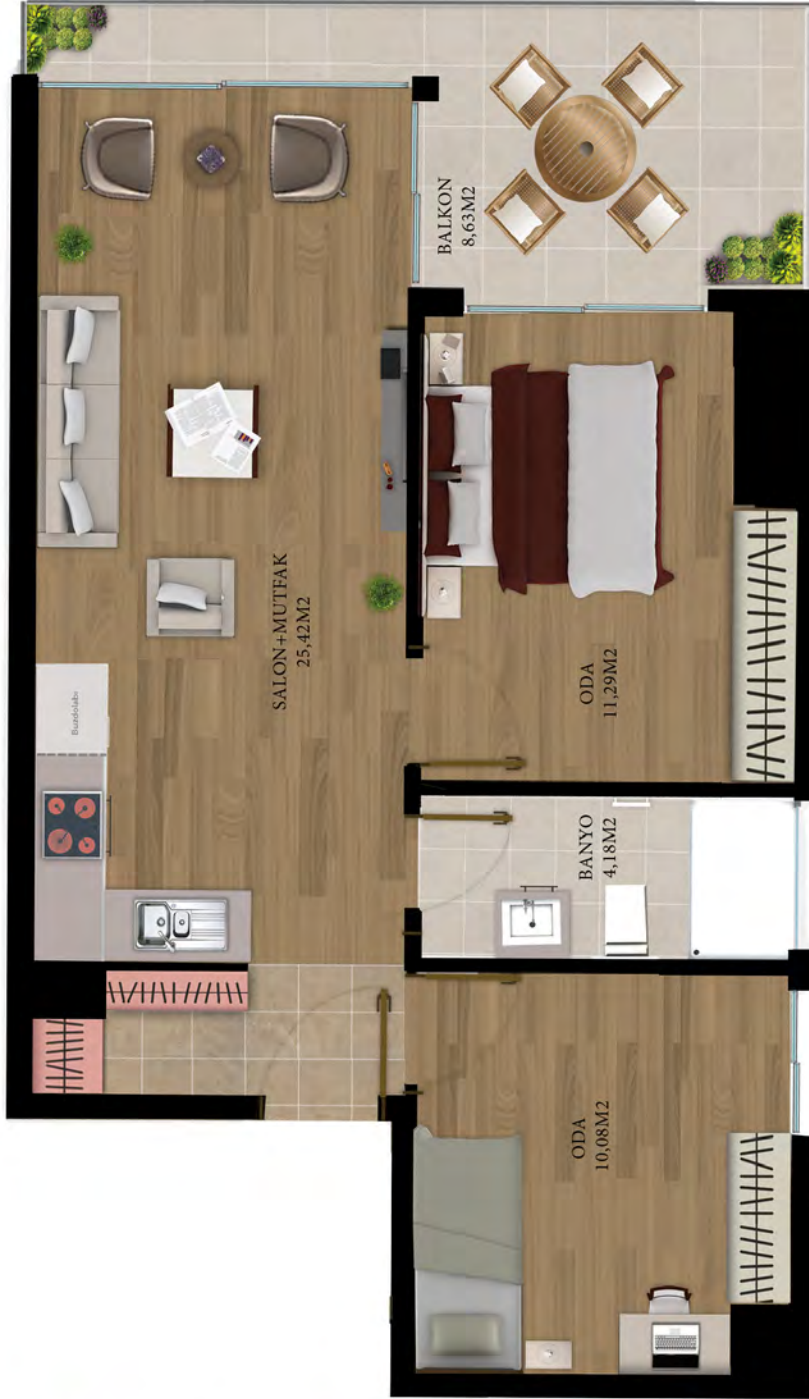 BALKON
8,63M2
SALON+MUTFAK
25,42M2
Buzdolabı
ODA
11,29M2
BANYO
4,18M2
ODA
10,08M2